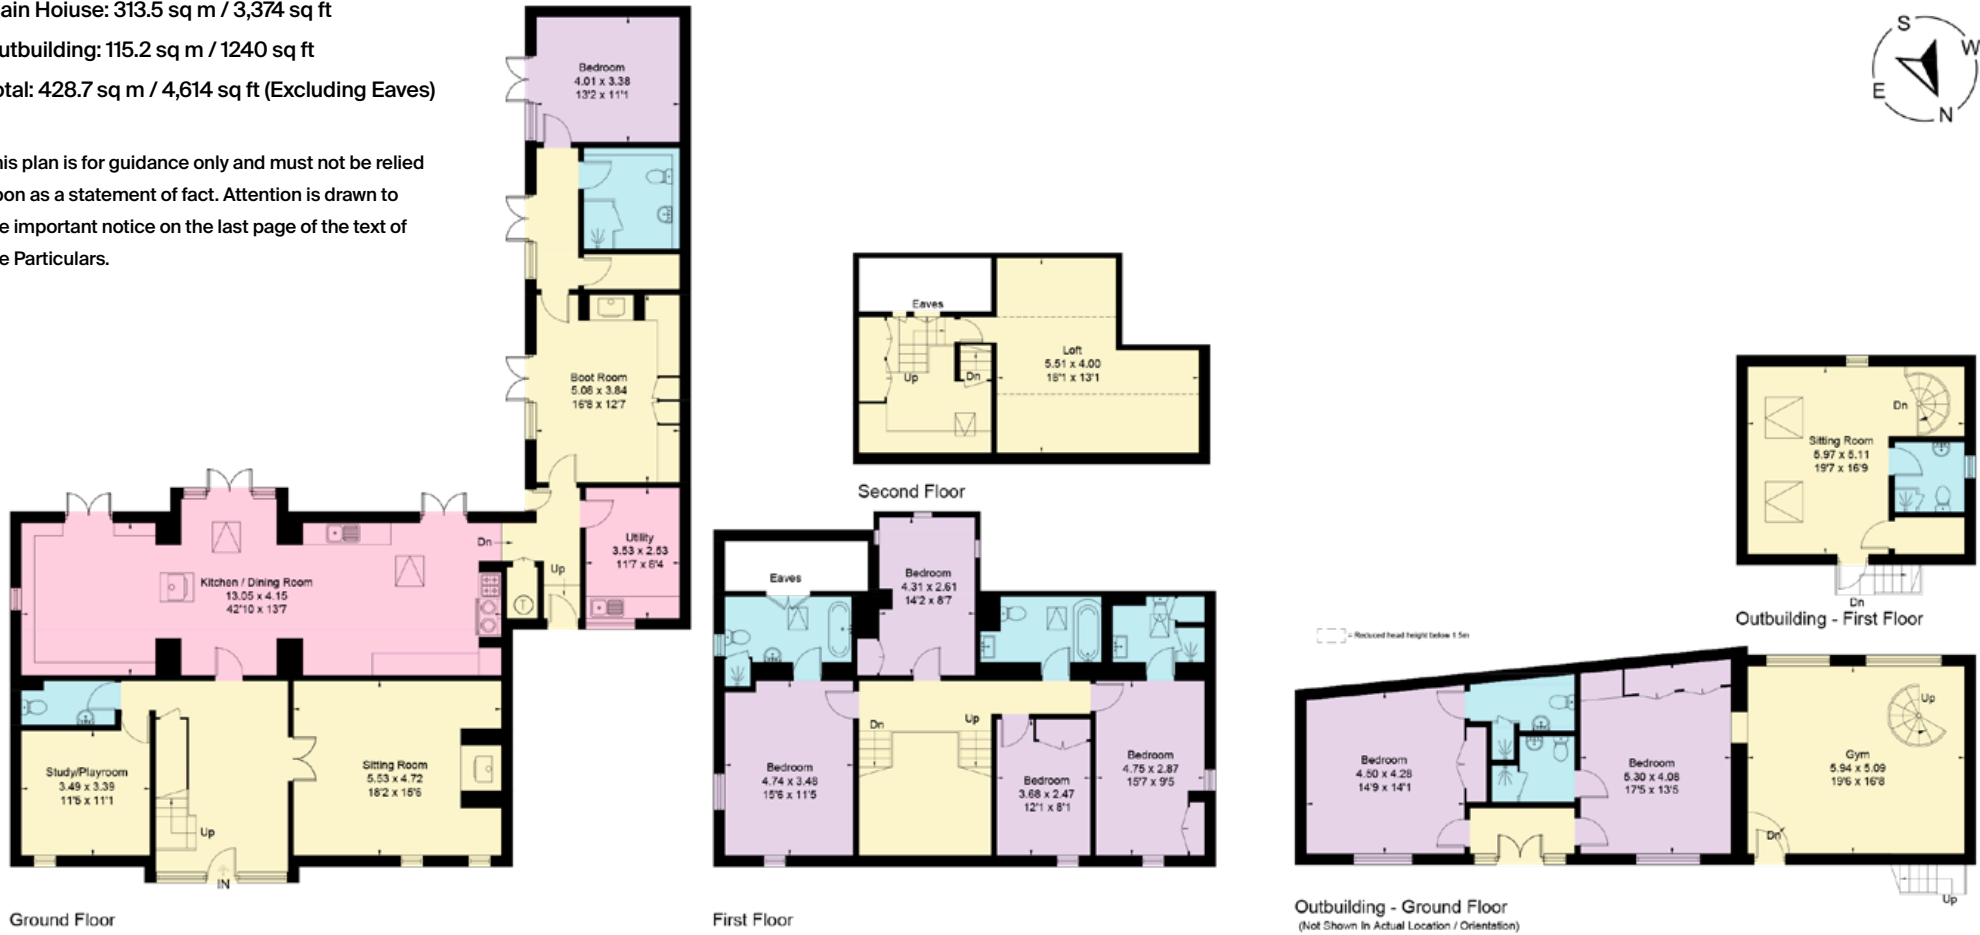 ain Hoiuse: 313.5 sq m / 3,374 sq ft
utbuilding: 115.2 sq m / 1240 sq ft
otal: 428.7 sq m / 4,614 sq ft (Excluding Eaves)
his plan is for guidance only and must not be relied
pon as a statement of fact. Attention is drawn to
e important notice on the last page of the text of
e Particulars.
S
W
E
N
Bedroom
4.01 x 3.38
13'2 x 11'1
Boot Room
5.08 x 3.84
16'8 x 12'7
Utility
3.53 x 2.53
11'7 x 8'4
Dn
Up
T
Kitchen / Dining Room
13.05 x 4.15
42'10 x 13'7
Study/Playroom
3.49 x 3.39
11'5 x 11'1
Up
Sitting Room
5.53 x 4.72
18'2 x 15'6
IN
Ground Floor
Eaves
Up
Dn
Loft
5.51 x 4.00
18'1 x 13'1
Second Floor
Eaves
Bedroom
4.31 x 2.61
14'2 x 8'7
Dn
Up
Bedroom
4.74 x 3.48
15'6 x 11'5
Bedroom
3.68 x 2.47
12'1 x 8'1
Bedroom
4.75 x 2.87
15'7 x 9'5
First Floor
Dn
Sitting Room
5.97 x 5.11
19'7 x 16'9
Dn
Outbuilding - First Floor
= Reduced head height below 1.5m
Bedroom
4.50 x 4.28
14'9 x 14'1
Bedroom
5.30 x 4.08
17'5 x 13'5
Up
Gym
5.94 x 5.09
19'6 x 16'8
Dn
Up
Outbuilding - Ground Floor
(Not Shown In Actual Location / Orientation)